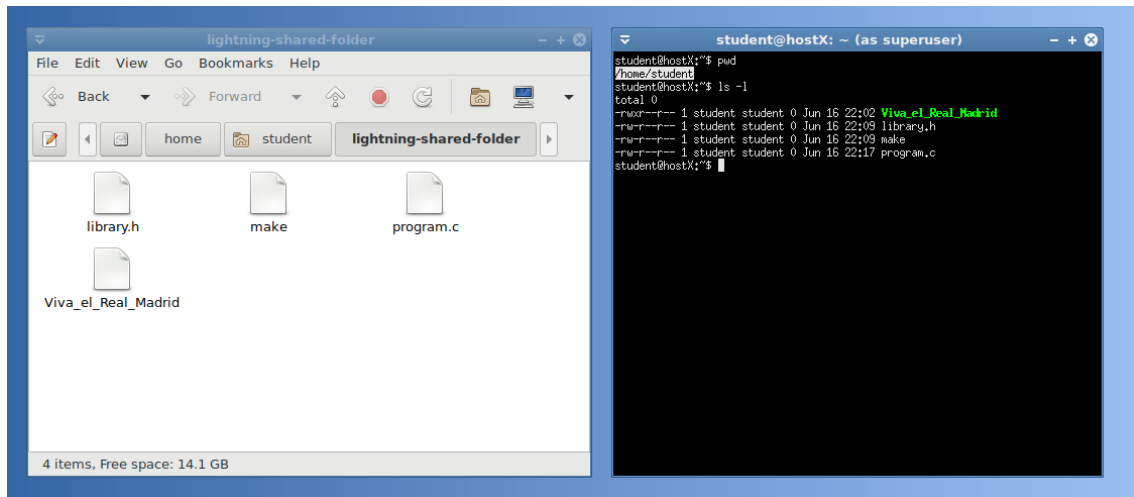 lightning-shared-folder
File Edit View Go Bookmarks Help
Back Forward
home student lightning-shared-folder
library.h make program.c
Viva_el_Real_Madrid
4 items, Free space: 14.1 GB
student@hostX: ~ (as superuser)
student@hostX:~$ pwd
/home/student
student@hostX:~$ ls -l
total 0
-rwxr--r-- 1 student student 0 Jun 16 22:02 Viva_el_Real_Madrid
-rw-r--r-- 1 student student 0 Jun 16 22:09 library.h
-rw-r--r-- 1 student student 0 Jun 16 22:09 make
-rw-r--r-- 1 student student 0 Jun 16 22:17 program.c
student@hostX:~$